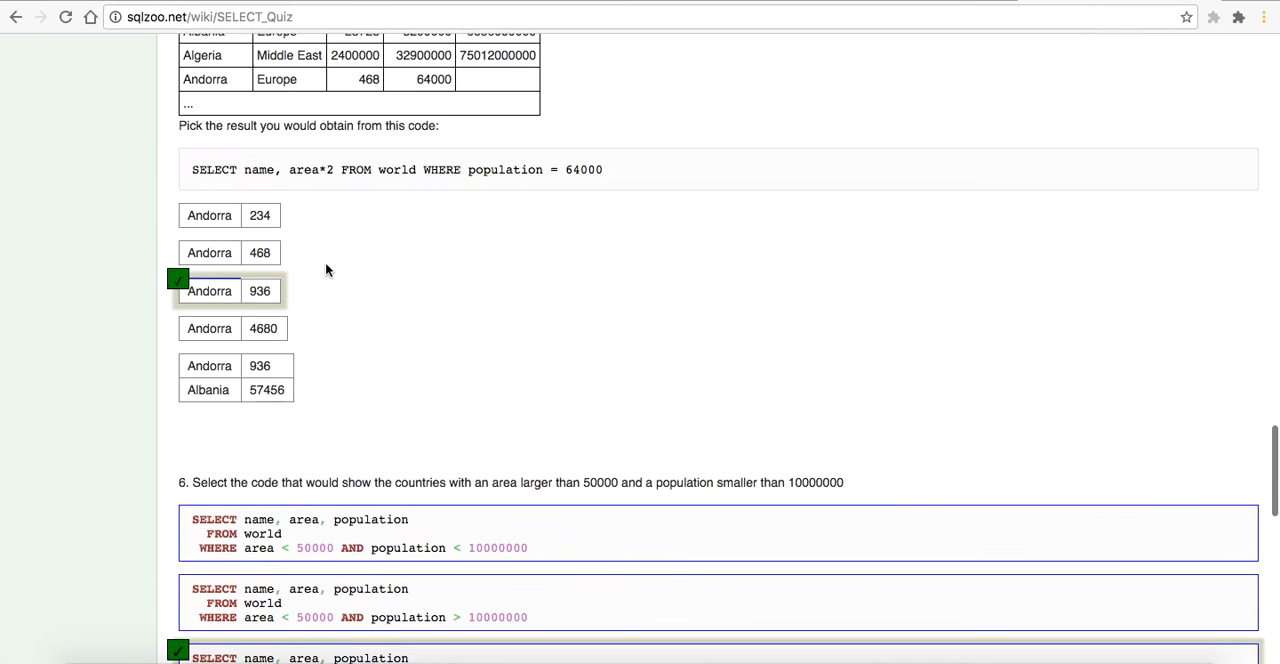 sqlzoo.net/wiki/SELECT_Quiz
Algeria Middle East 2400000 32900000 75012000000
Andorra Europe 468 64000
...
Pick the result you would obtain from this code:
SELECT name, area*2 FROM world WHERE population = 64000
Andorra 234
Andorra 468
✓
Andorra 936
Andorra 4680
Andorra 936
Albania 57456
6. Select the code that would show the countries with an area larger than 50000 and a population smaller than 10000000
SELECT name, area, population
FROM world
WHERE area < 50000 AND population < 10000000
SELECT name, area, population
FROM world
WHERE area < 50000 AND population > 10000000
✓
SELECT name, area, population